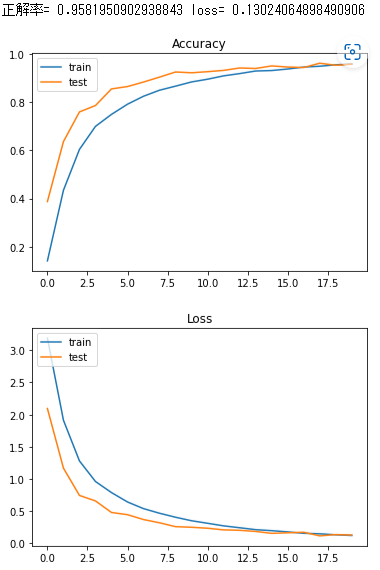 正解率= 0.9581950902938843 loss= 0.13024064898490906
Accuracy
train
test
1.0
0.8
0.6
0.4
0.2
0.0 2.5 5.0 7.5 10.0 12.5 15.0 17.5
Loss
train
test
3.0
2.5
2.0
1.5
1.0
0.5
0.0
0.0 2.5 5.0 7.5 10.0 12.5 15.0 17.5